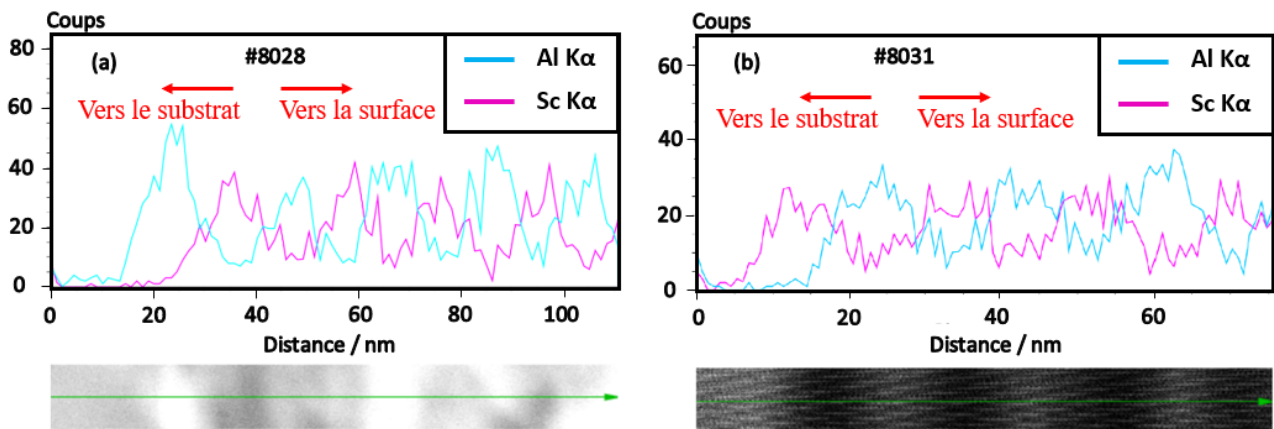 Coups
80
60
40
20
0
(a)
#8028
Al Kα
Sc Kα
Vers le substrat
Vers la surface
0
20
40
60
80
100
Distance / nm
Coups
60
40
20
0
(b)
#8031
Al Kα
Sc Kα
Vers le substrat
Vers la surface
0
20
40
60
Distance / nm